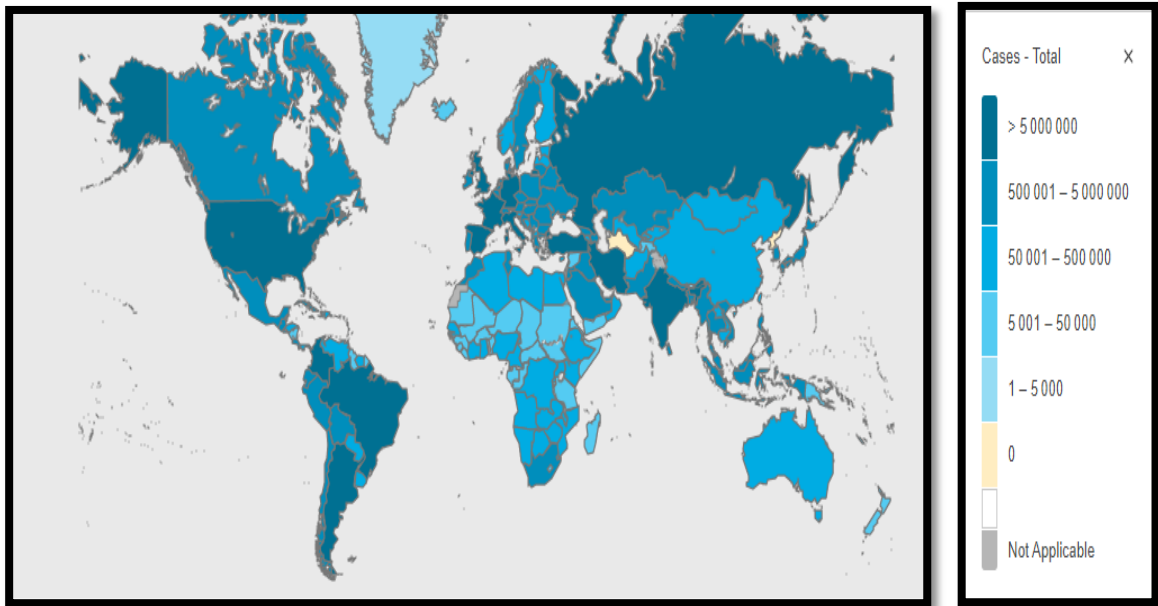 Cases - Total ×
> 5 000 000
500 001 – 5 000 000
50 001 – 500 000
5 001 – 50 000
1 – 5 000
0
Not Applicable